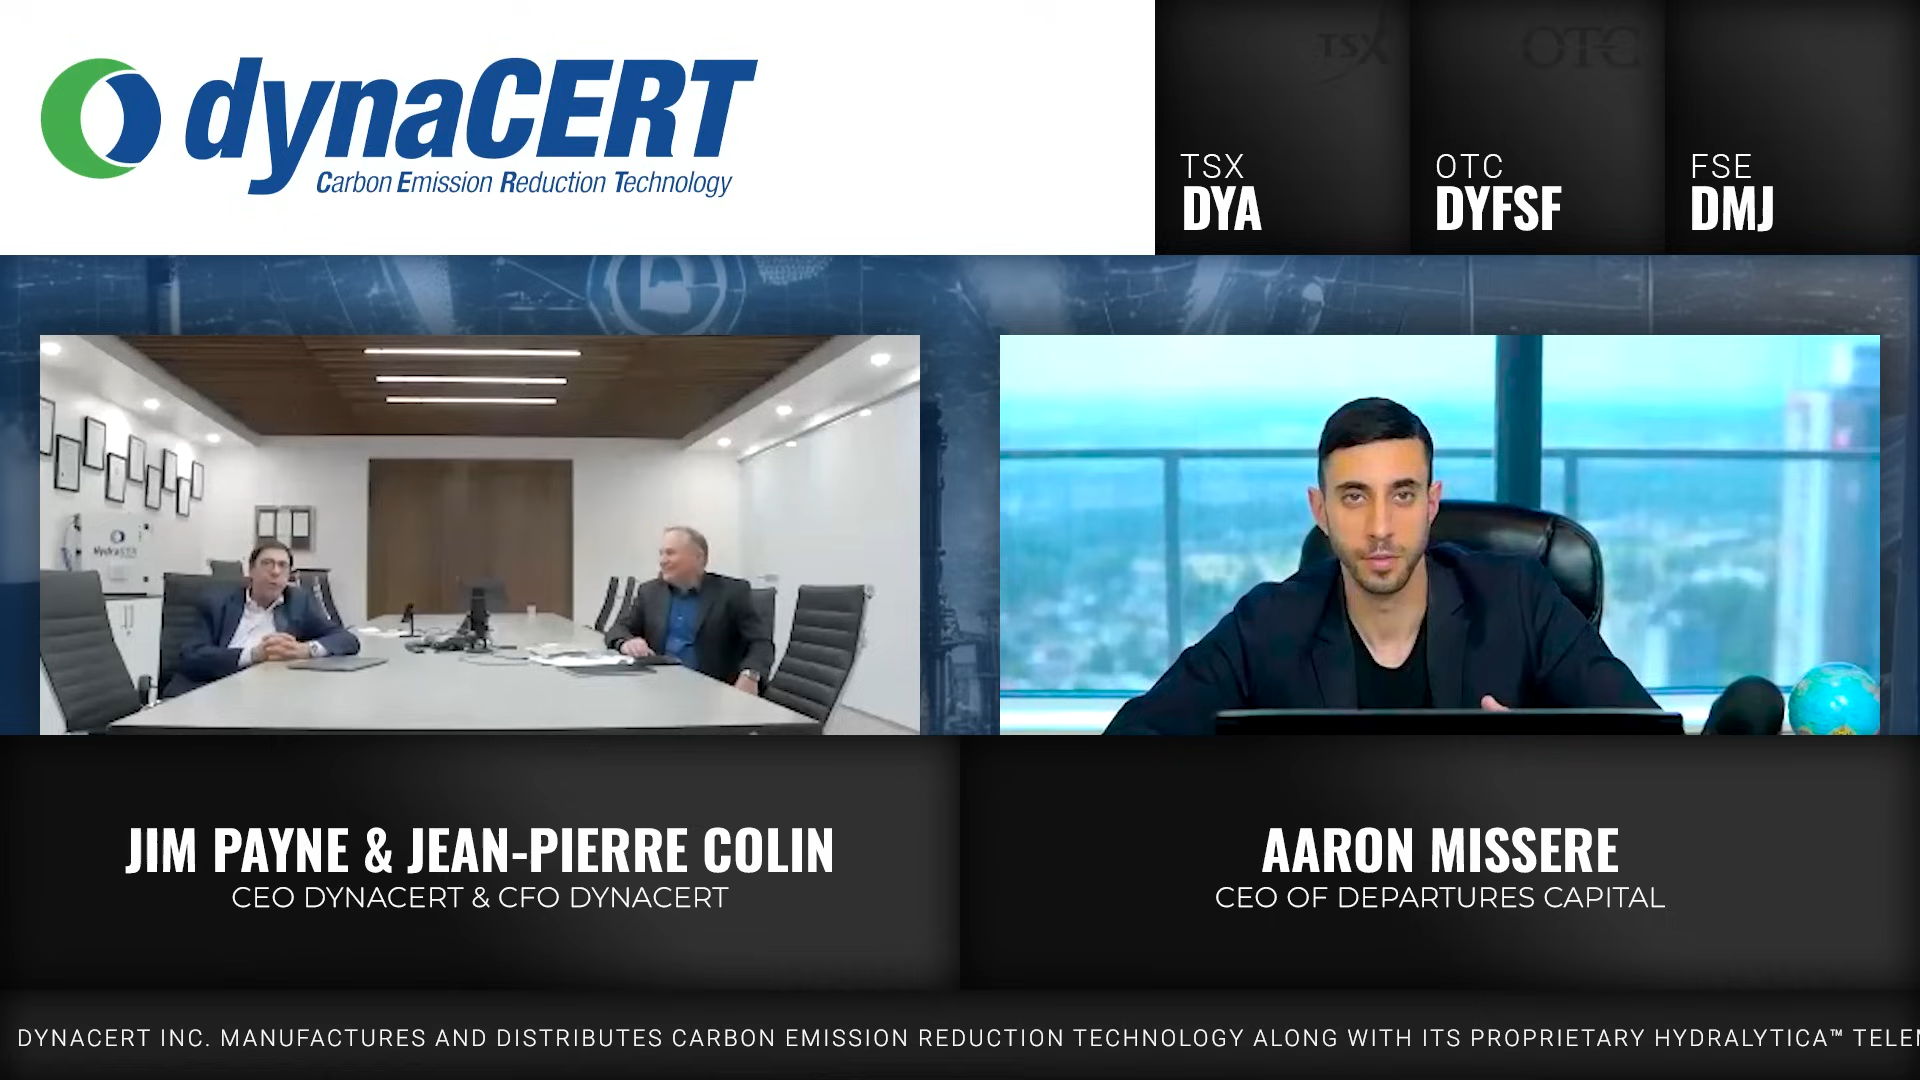 dynaCERT
Carbon Emission Reduction Technology
TSX
OTC
TSX
DYA
OTC
DYFSF
FSE
DMJ
JIM PAYNE & JEAN-PIERRE COLIN
CEO DYNACERT & CFO DYNACERT
AARON MISSERE
CEO OF DEPARTURES CAPITAL
DYNACERT INC. MANUFACTURES AND DISTRIBUTES CARBON EMISSION REDUCTION TECHNOLOGY ALONG WITH ITS PROPRIETARY HYDRALYTICA™